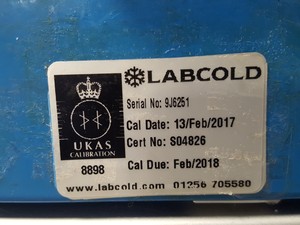 LABCOLD
Serial No: 9J6251
Cal Date: 13/Feb/2017
UKAS
CALIBRATION
Cert No: S04826
8898
Cal Due: Feb/2018
www.labcold.com 01256 705580